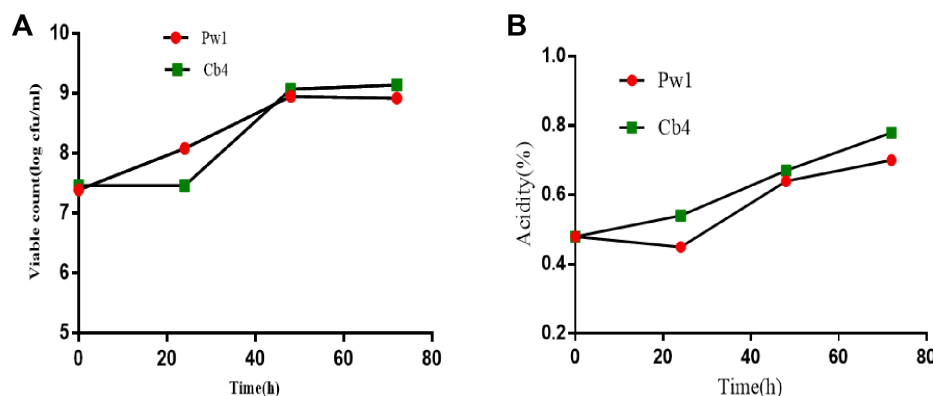 A
Viable count(log cfu/ml)
10
9
8
7
6
5
Pw1
Cb4
0 20 40 60 80
Time(h)
B
Acidity(%)
1.0
0.8
0.6
0.4
0.2
Pw1
Cb4
0 20 40 60 80
Time(h)